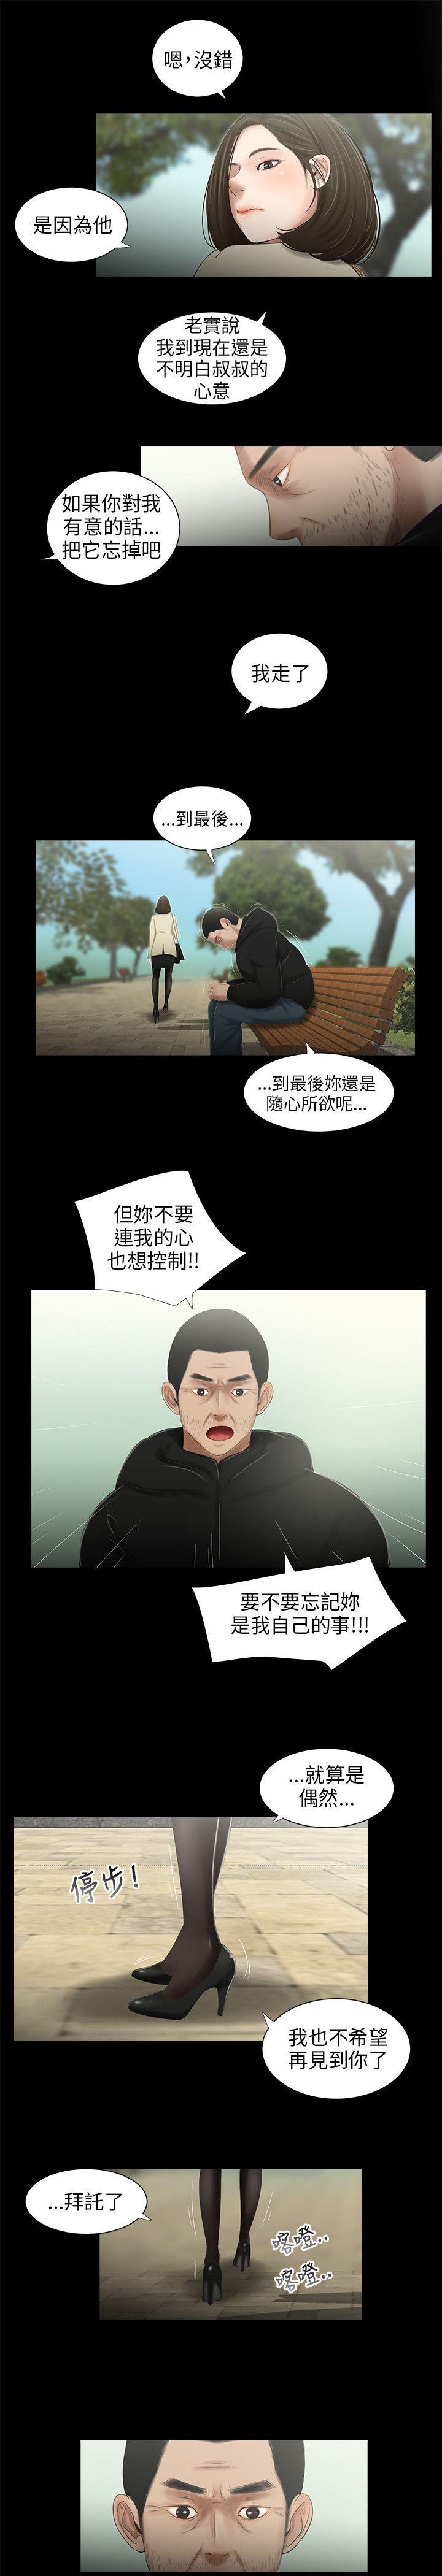 嗯，沒錯
是因為他
老實說
我到現在還是
不明白叔叔的
心意
如果你對我
有意的話...
把它忘掉吧
我走了
...到最後...
...到最後妳還是
隨心所欲呢...
但妳不要
連我的心
也想控制!!
要不要忘記妳
是我自己的事!!!
...就算是
偶然...
停步!
我也不希望
再見到你了
...拜託了
喀噔..
喀噔..